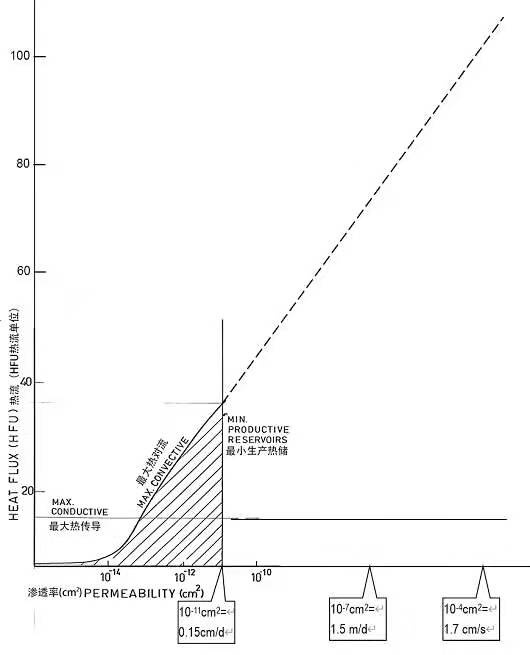 100
80
60
40
20
HEAT FLUX (HFU) 热流 (HFU热流单位)
最大热对流
MAX. CONVECTIVE
MIN.
PRODUCTIVE
RESERVOIRS
最小生产热储
MAX.
CONDUCTIVE
最大热传导
10⁻¹⁴
10⁻¹²
10⁻¹⁰
渗透率(cm²) PERMEABILITY (cm²)
10⁻¹¹cm²=↵
0.15cm/d↵
10⁻⁷cm²=↵
1.5 m/d↵
10⁻⁴cm²=↵
1.7 cm/s↵